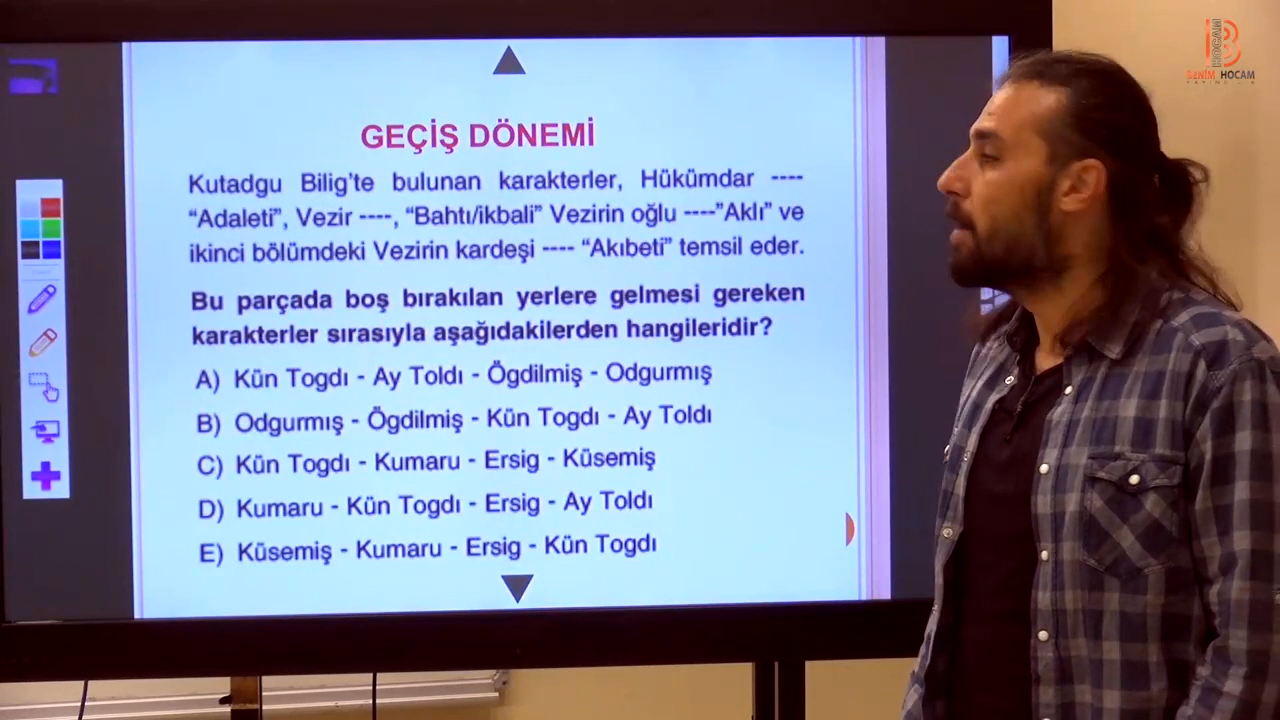 BENİM HOCAM
YAYINCILIK
GEÇİŞ DÖNEMİ
Kutadgu Bilig'te bulunan karakterler, Hükümdar ----
“Adaleti”, Vezir ----, “Bahtı/ikbali” Vezirin oğlu ----”Aklı” ve
ikinci bölümdeki Vezirin kardeşi ---- “Akıbeti” temsil eder.
Bu parçada boş bırakılan yerlere gelmesi gereken
karakterler sırasıyla aşağıdakilerden hangileridir?
A) Kün Togdı - Ay Toldı - Ögdilmiş - Odgurmış
B) Odgurmış - Ögdilmiş - Kün Togdı - Ay Toldı
C) Kün Togdı - Kumaru - Ersig - Küsemiş
D) Kumaru - Kün Togdı - Ersig - Ay Toldı
E) Küsemiş - Kumaru - Ersig - Kün Togdı